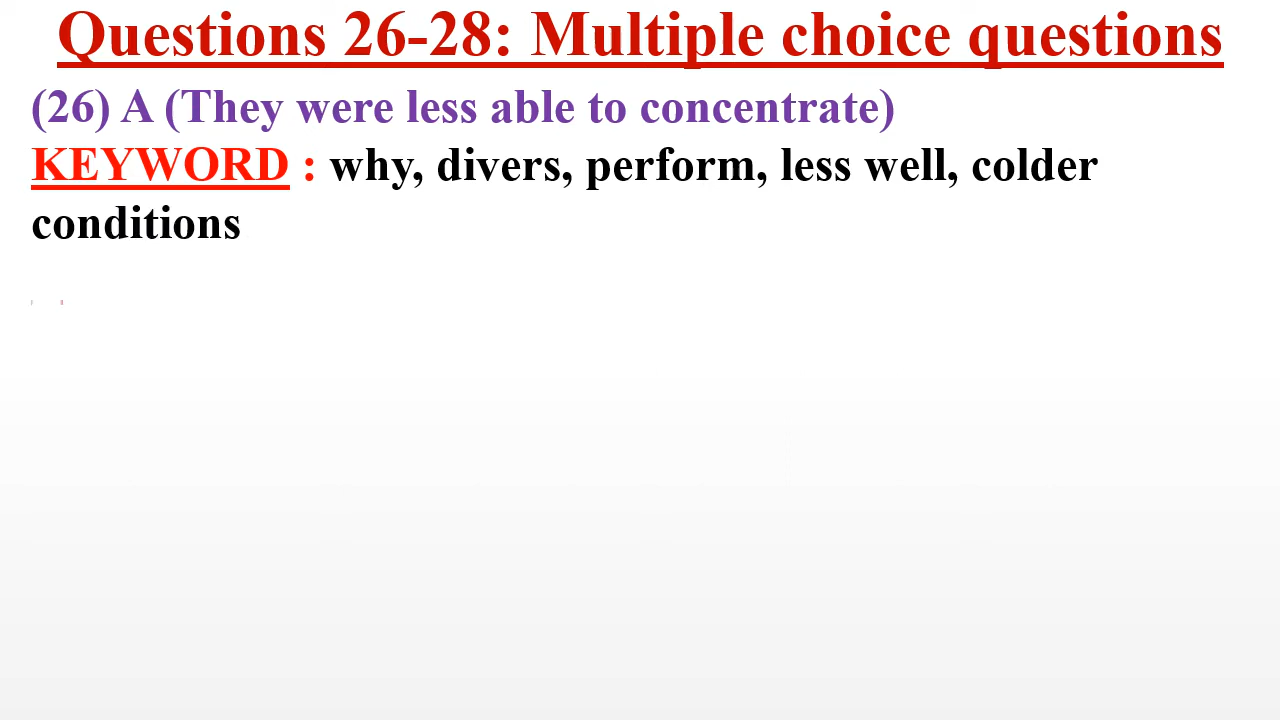 Questions 26-28: Multiple choice questions
(26) A (They were less able to concentrate)
KEYWORD : why, divers, perform, less well, colder
conditions